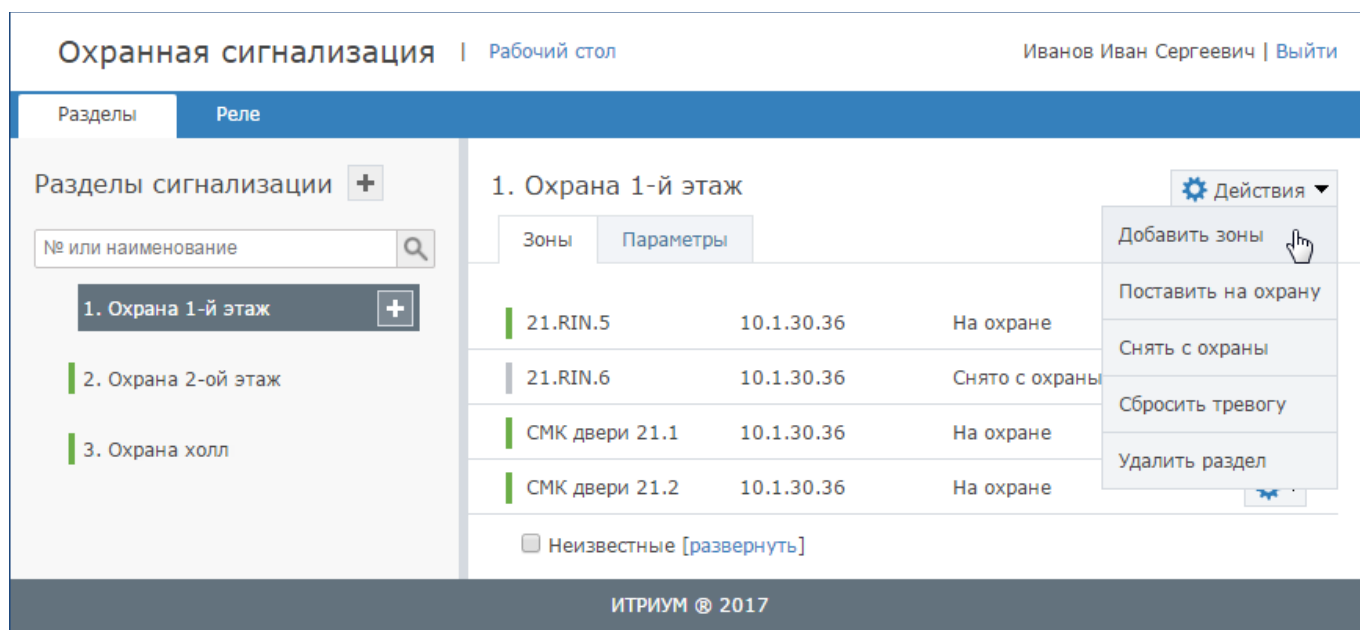 Охранная сигнализация | Рабочий стол Иванов Иван Сергеевич | Выйти
Разделы Реле
Разделы сигнализации +
№ или наименование
1. Охрана 1-й этаж +
2. Охрана 2-ой этаж
3. Охрана холл
1. Охрана 1-й этаж
Действия
Зоны Параметры
Добавить зоны
Поставить на охрану
Снять с охраны
Сбросить тревогу
Удалить раздел
21.RIN.5 10.1.30.36 На охране
21.RIN.6 10.1.30.36 Снято с охраны
СМК двери 21.1 10.1.30.36 На охране
СМК двери 21.2 10.1.30.36 На охране
Неизвестные [развернуть]
ИТРИУМ ® 2017